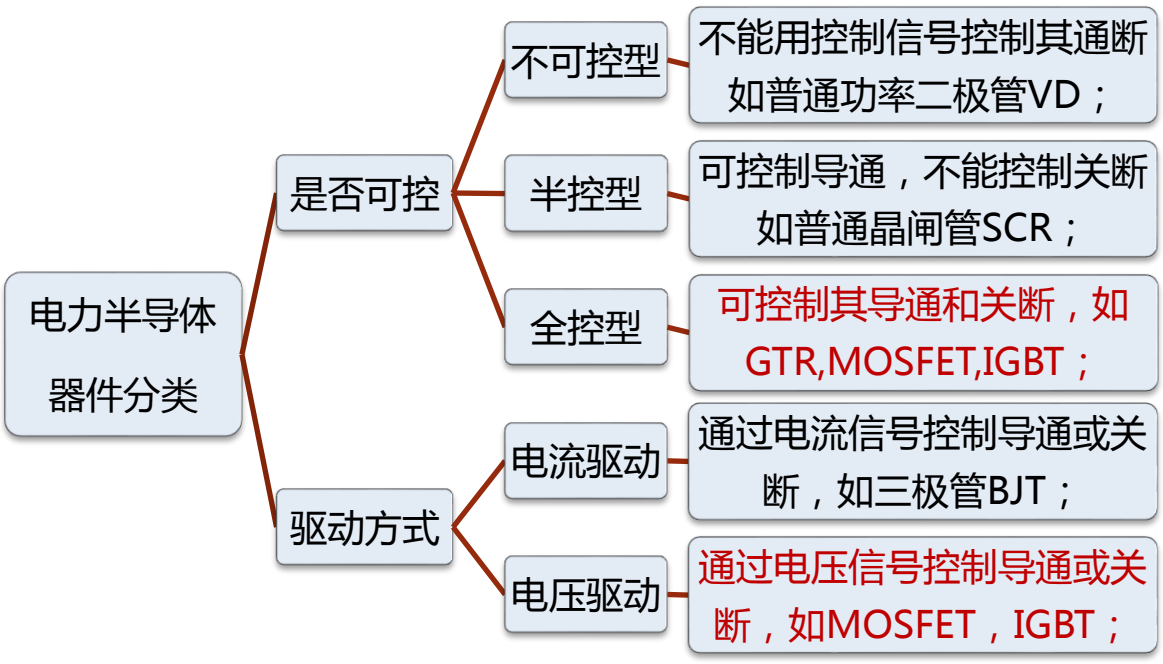 电力半导体
器件分类
是否可控
不可控型
不能用控制信号控制其通断
如普通功率二极管VD；
半控型
可控制导通，不能控制关断
如普通晶闸管SCR；
全控型
可控制其导通和关断，如
GTR,MOSFET,IGBT；
驱动方式
电流驱动
通过电流信号控制导通或关
断，如三极管BJT；
电压驱动
通过电压信号控制导通或关
断，如MOSFET，IGBT；